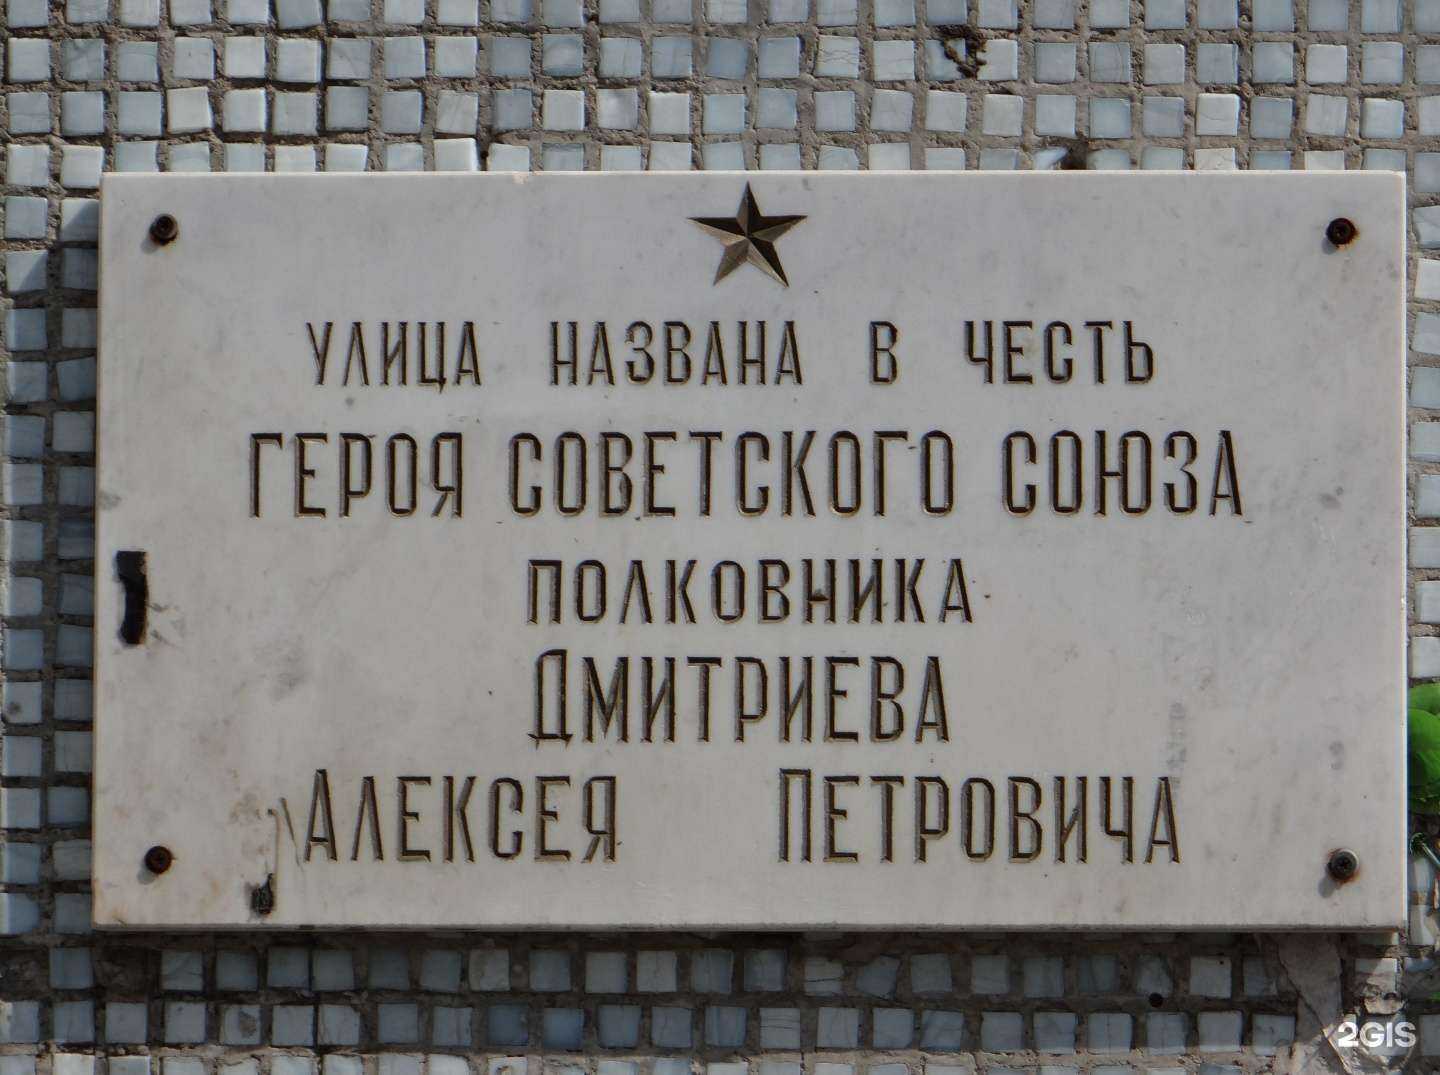 УЛИЦА НАЗВАНА В ЧЕСТЬ
ГЕРОЯ СОВЕТСКОГО СОЮЗА
ПОЛКОВНИКА
ДМИТРИЕВА
АЛЕКСЕЯ ПЕТРОВИЧА
2GIS